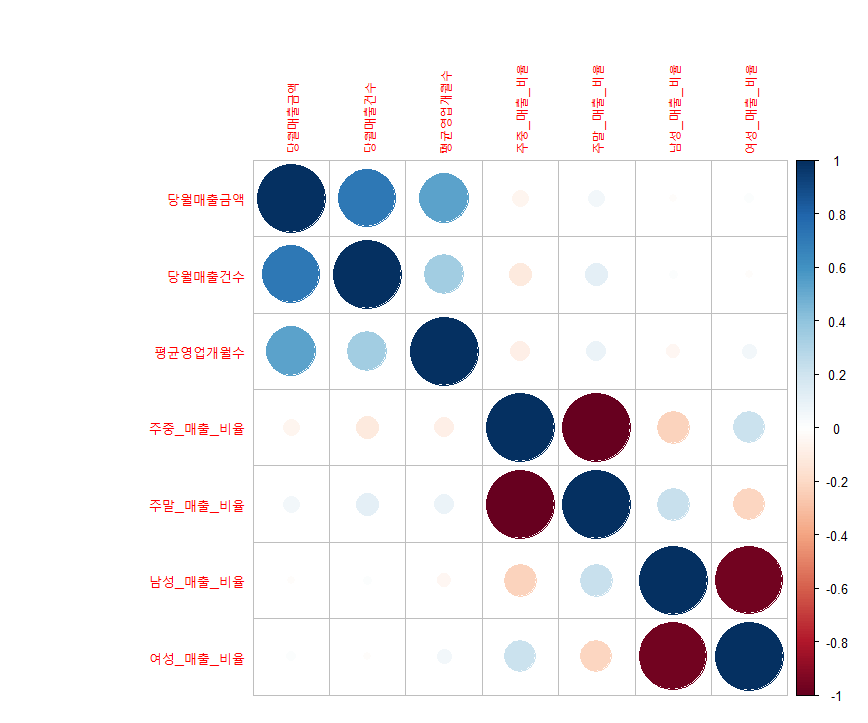 당월매출금액
당월매출건수
평균영업개월수
주중_매출_비율
주말_매출_비율
남성_매출_비율
여성_매출_비율
당월매출금액
당월매출건수
평균영업개월수
주중_매출_비율
주말_매출_비율
남성_매출_비율
여성_매출_비율
1
0.8
0.6
0.4
0.2
0
-0.2
-0.4
-0.6
-0.8
-1